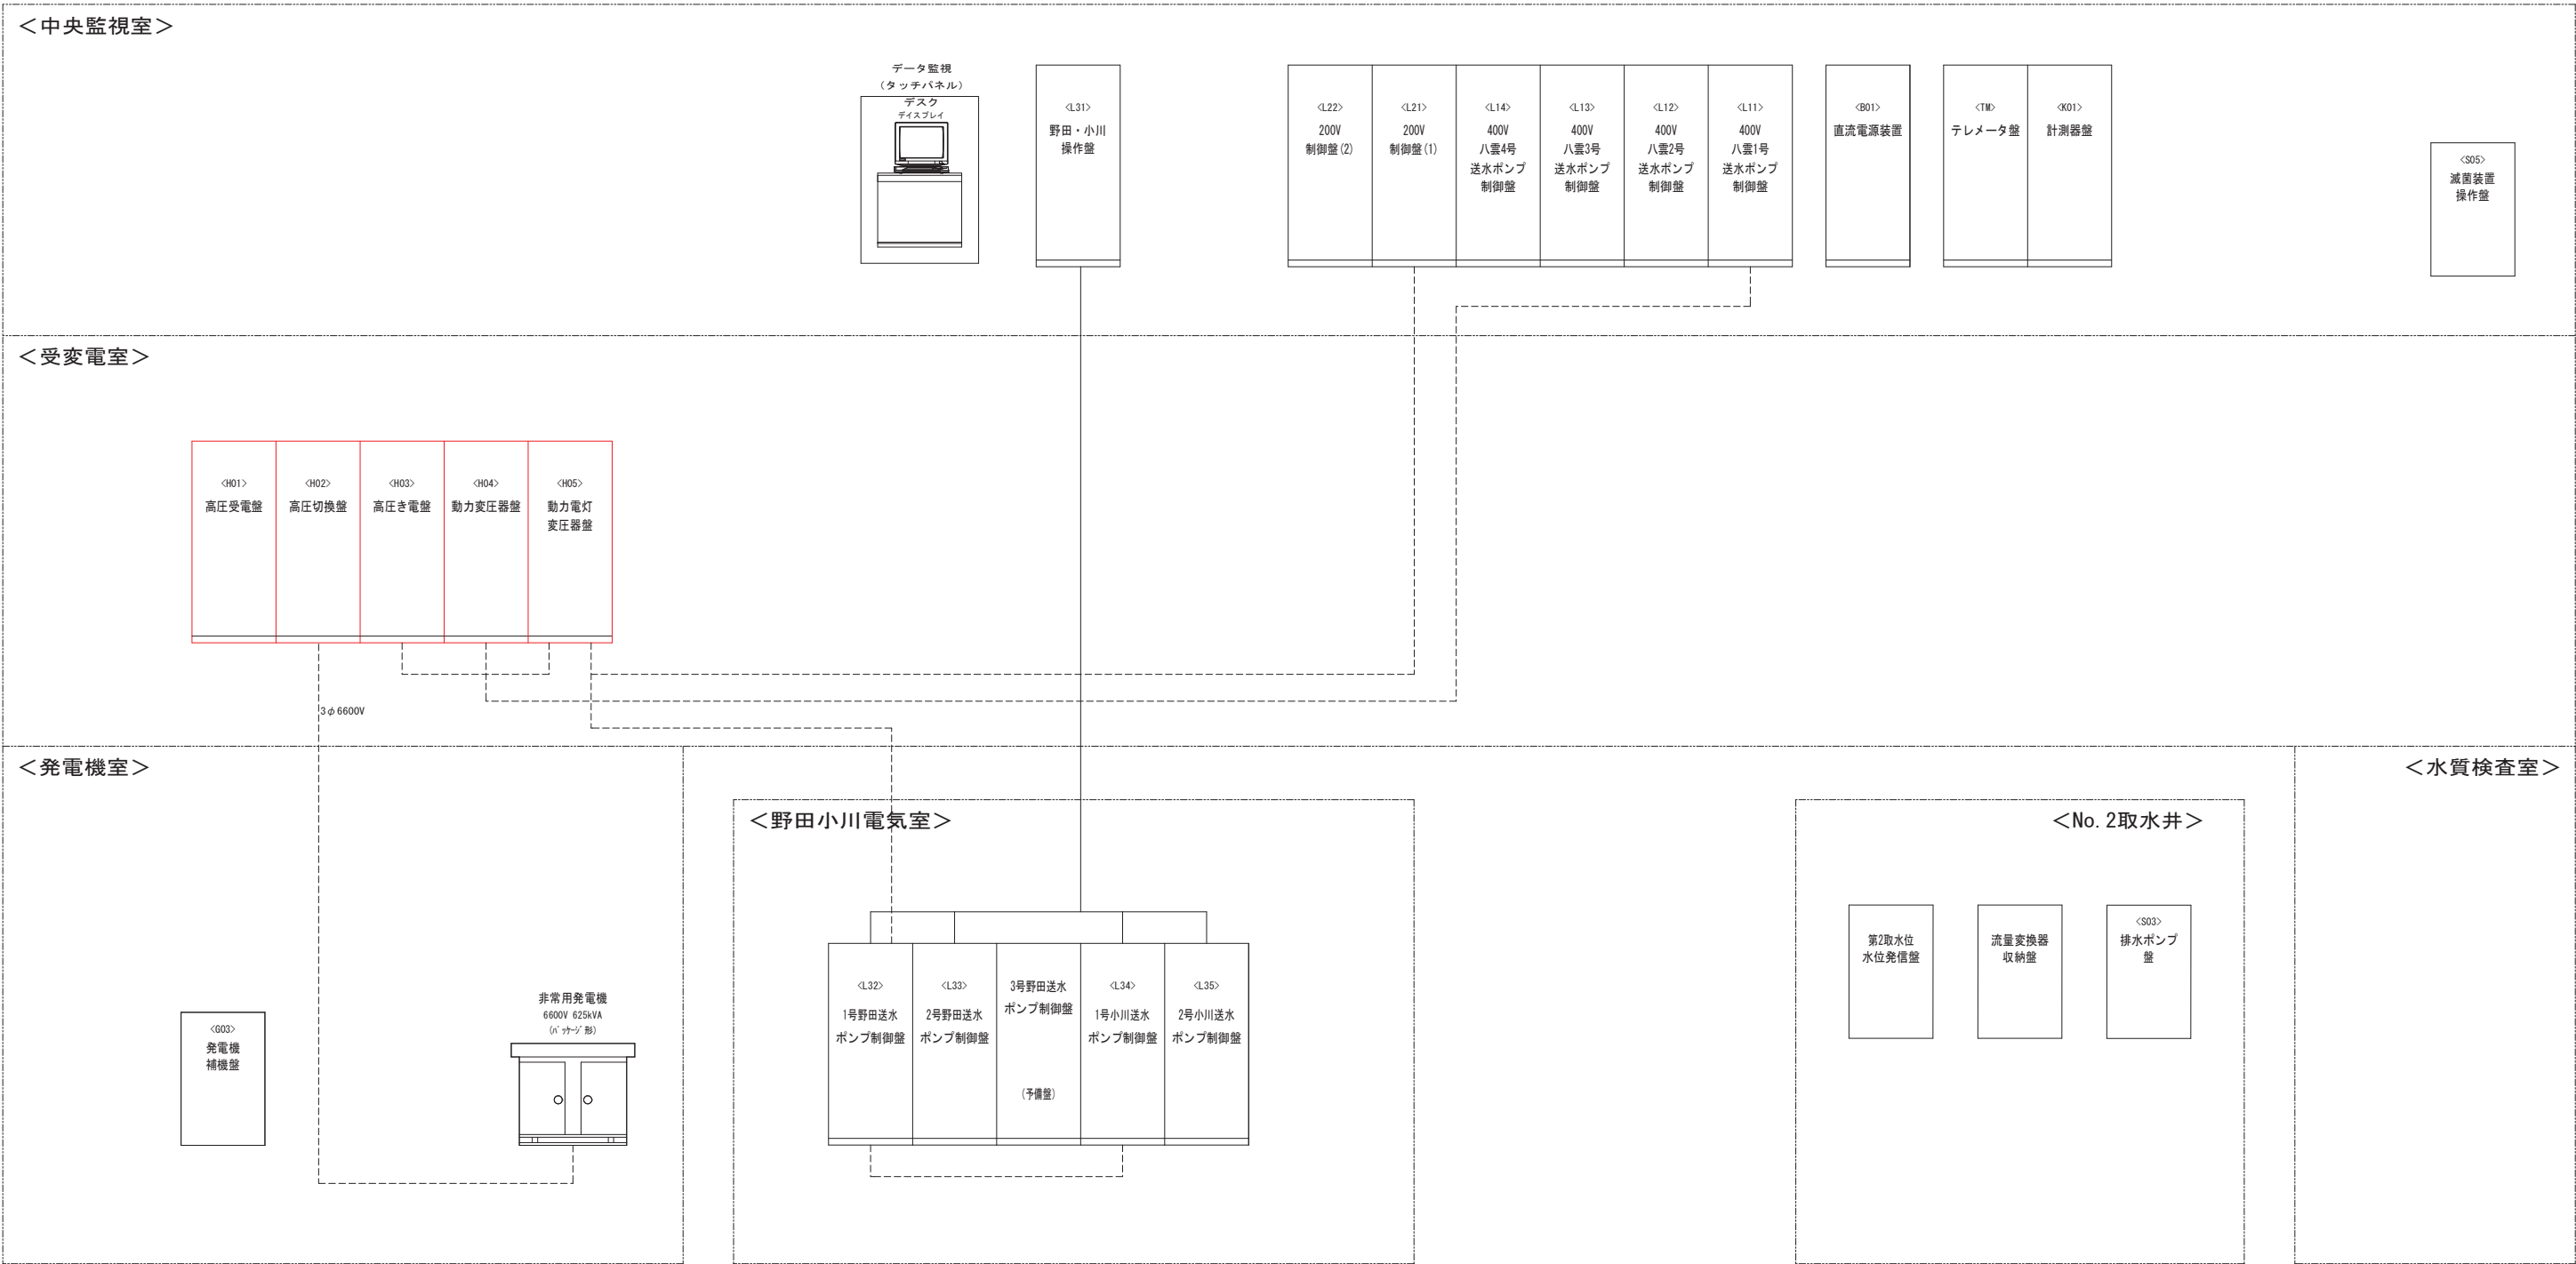 ＜中央監視室＞
データ監視
（タッチパネル）
デスク
ディスプレイ
<L31>
野田・小川
操作盤
<L22>
200V
制御盤(2)
<L21>
200V
制御盤(1)
<L14>
400V
八雲4号
送水ポンプ
制御盤
<L13>
400V
八雲3号
送水ポンプ
制御盤
<L12>
400V
八雲2号
送水ポンプ
制御盤
<L11>
400V
八雲1号
送水ポンプ
制御盤
<B01>
直流電源装置
<TM>
テレメータ盤
<K01>
計測器盤
<S05>
滅菌装置
操作盤
＜受変電室＞
<H01>
高圧受電盤
<H02>
高圧切換盤
<H03>
高圧き電盤
<H04>
動力変圧器盤
<H05>
動力電灯
変圧器盤
3φ6600V
＜発電機室＞
<G03>
発電機
補機盤
非常用発電機
6600V 625kVA
(ﾊﾟｯｹｰｼﾞ形)
＜野田小川電気室＞
<L32>
1号野田送水
ポンプ制御盤
<L33>
2号野田送水
ポンプ制御盤
3号野田送水
ポンプ制御盤
(予備盤)
<L34>
1号小川送水
ポンプ制御盤
<L35>
2号小川送水
ポンプ制御盤
＜No.2取水井＞
第2取水位
水位発信盤
流量変換器
収納盤
<S03>
排水ポンプ
盤
＜水質検査室＞